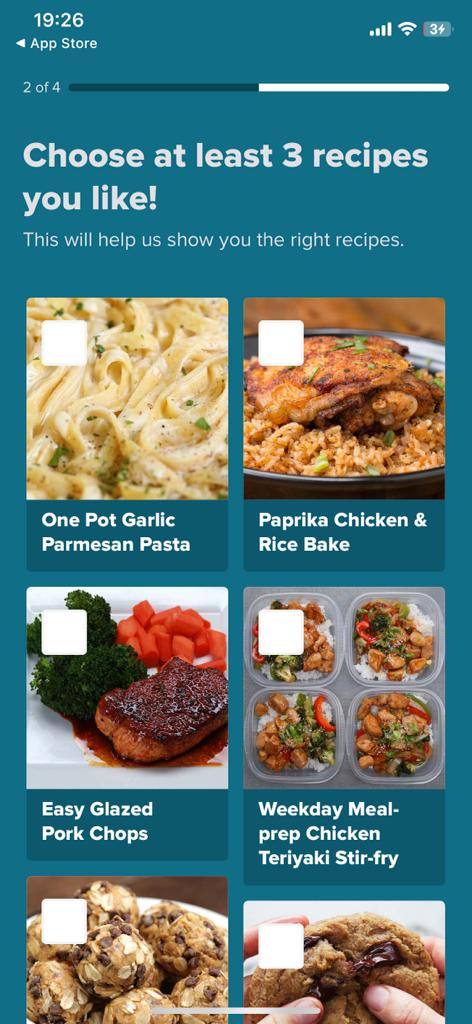 19:26
◀ App Store
3
2 of 4
Choose at least 3 recipes
you like!
This will help us show you the right recipes.
One Pot Garlic
Parmesan Pasta
Paprika Chicken &
Rice Bake
Easy Glazed
Pork Chops
Weekday Meal-
prep Chicken
Teriyaki Stir-fry